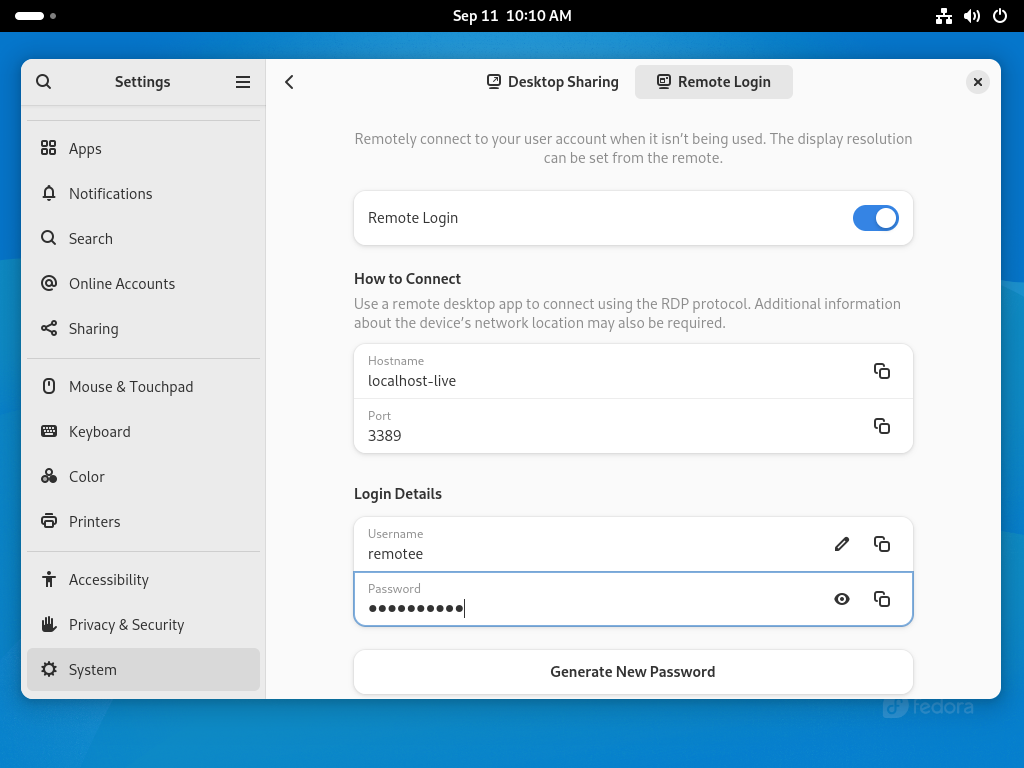 Sep 11 10:10 AM
Settings
Desktop Sharing
Remote Login
Apps
Notifications
Search
Online Accounts
Sharing
Mouse & Touchpad
Keyboard
Color
Printers
Accessibility
Privacy & Security
System
Remotely connect to your user account when it isn’t being used. The display resolution
can be set from the remote.
Remote Login
How to Connect
Use a remote desktop app to connect using the RDP protocol. Additional information
about the device’s network location may also be required.
Hostname
localhost-live
Port
3389
Login Details
Username
remotee
Password
●●●●●●●●●●
Generate New Password
fedora